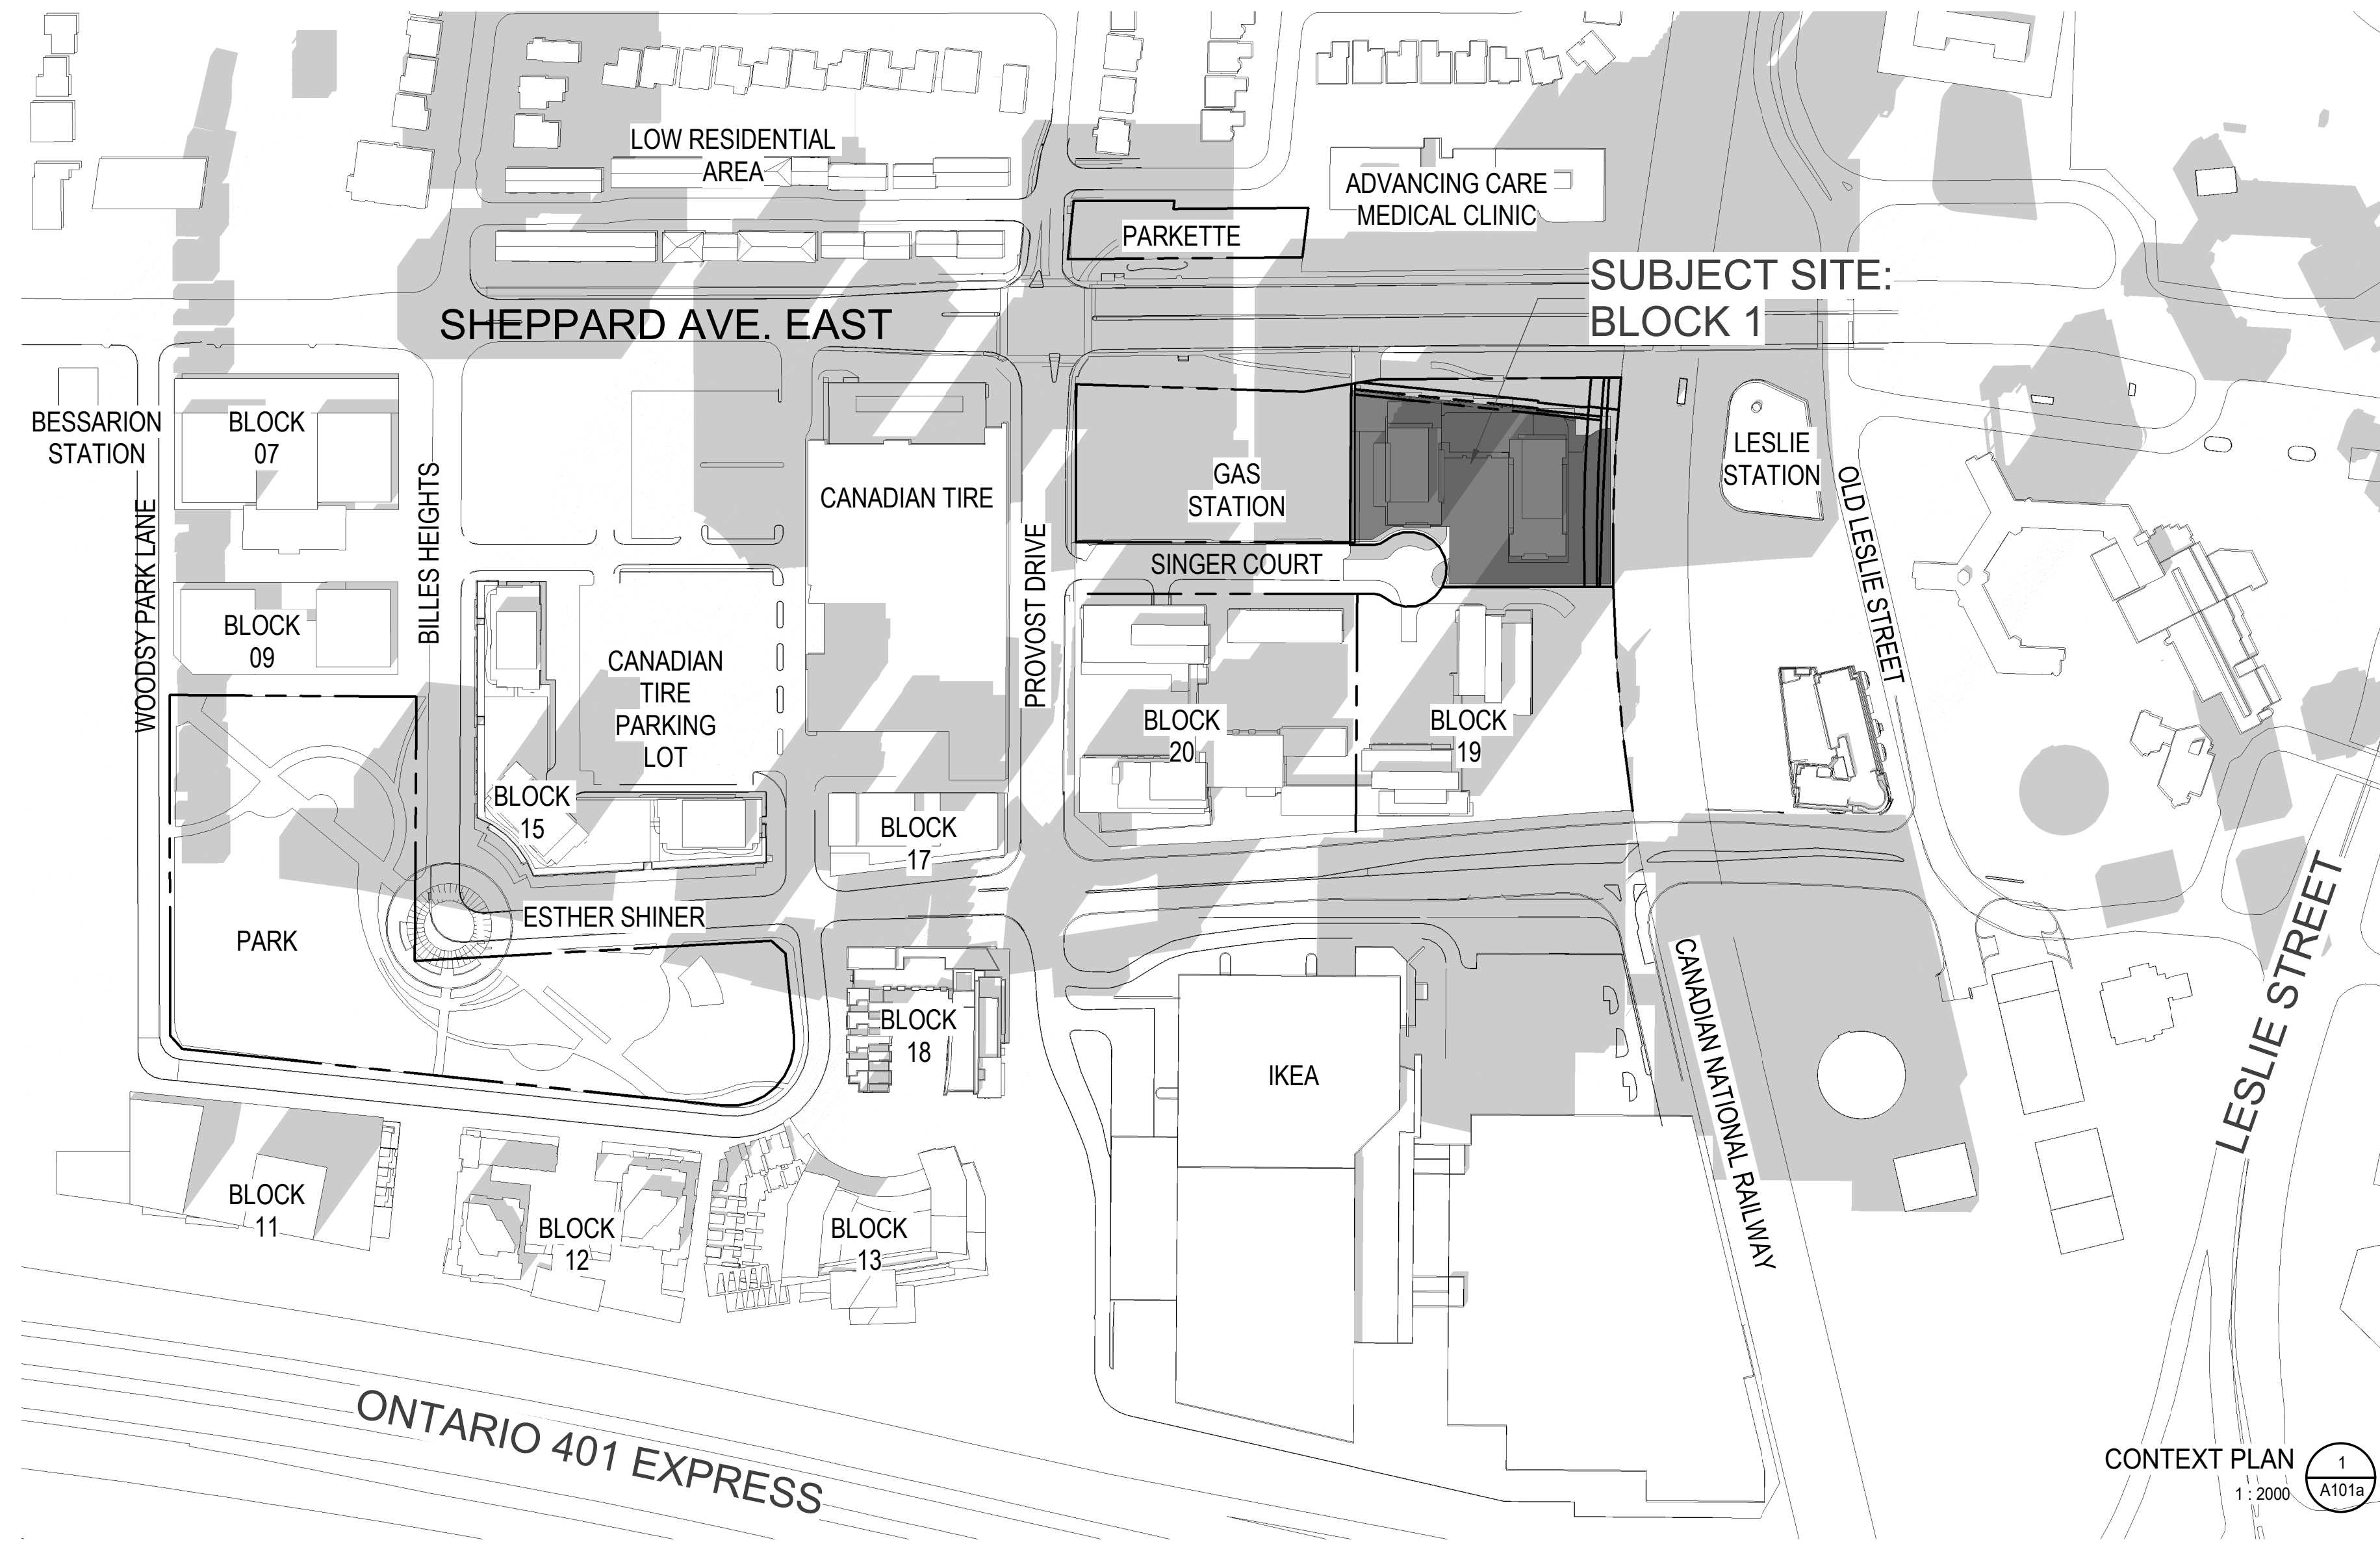 LOW RESIDENTIAL
AREA
ADVANCING CARE
MEDICAL CLINIC
PARKETTE
SUBJECT SITE:
BLOCK 1
SHEPPARD AVE. EAST
BESSARION
STATION
BLOCK
07
CANADIAN TIRE
GAS
STATION
LESLIE
STATION
WOODSY PARK LANE
BILLES HEIGHTS
PROVOST DRIVE
SINGER COURT
OLD LESLIE STREET
BLOCK
09
CANADIAN
TIRE
PARKING
LOT
BLOCK
20
BLOCK
19
BLOCK
15
BLOCK
17
ESTHER SHINER
PARK
BLOCK
18
IKEA
CANADIAN NATIONAL RAILWAY
LESLIE STREET
BLOCK
11
BLOCK
12
BLOCK
13
ONTARIO 401 EXPRESS
CONTEXT PLAN
1 : 2000
1
A101a